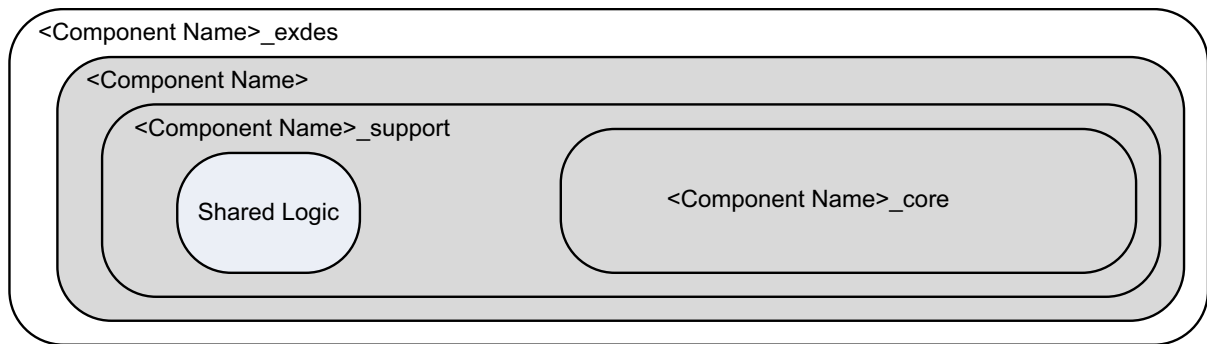 <Component Name>_exdes
<Component Name>
<Component Name>_support
Shared Logic
<Component Name>_core